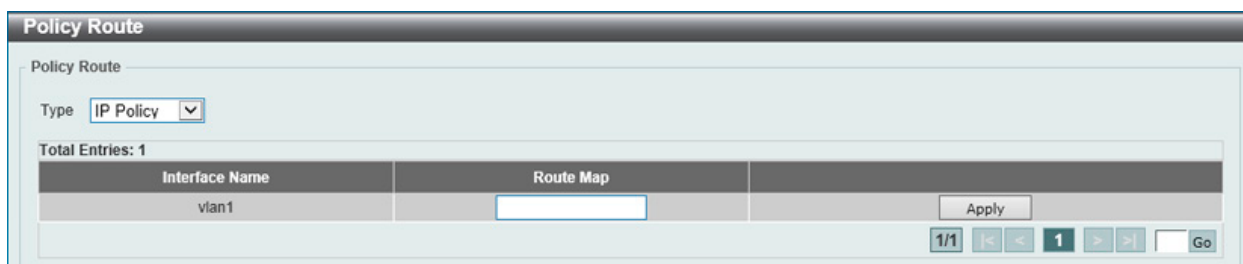 Policy Route
Policy Route
Type IP Policy
Total Entries: 1
Interface Name Route Map
vlan1 Apply
1/1 |< < 1 > >| Go